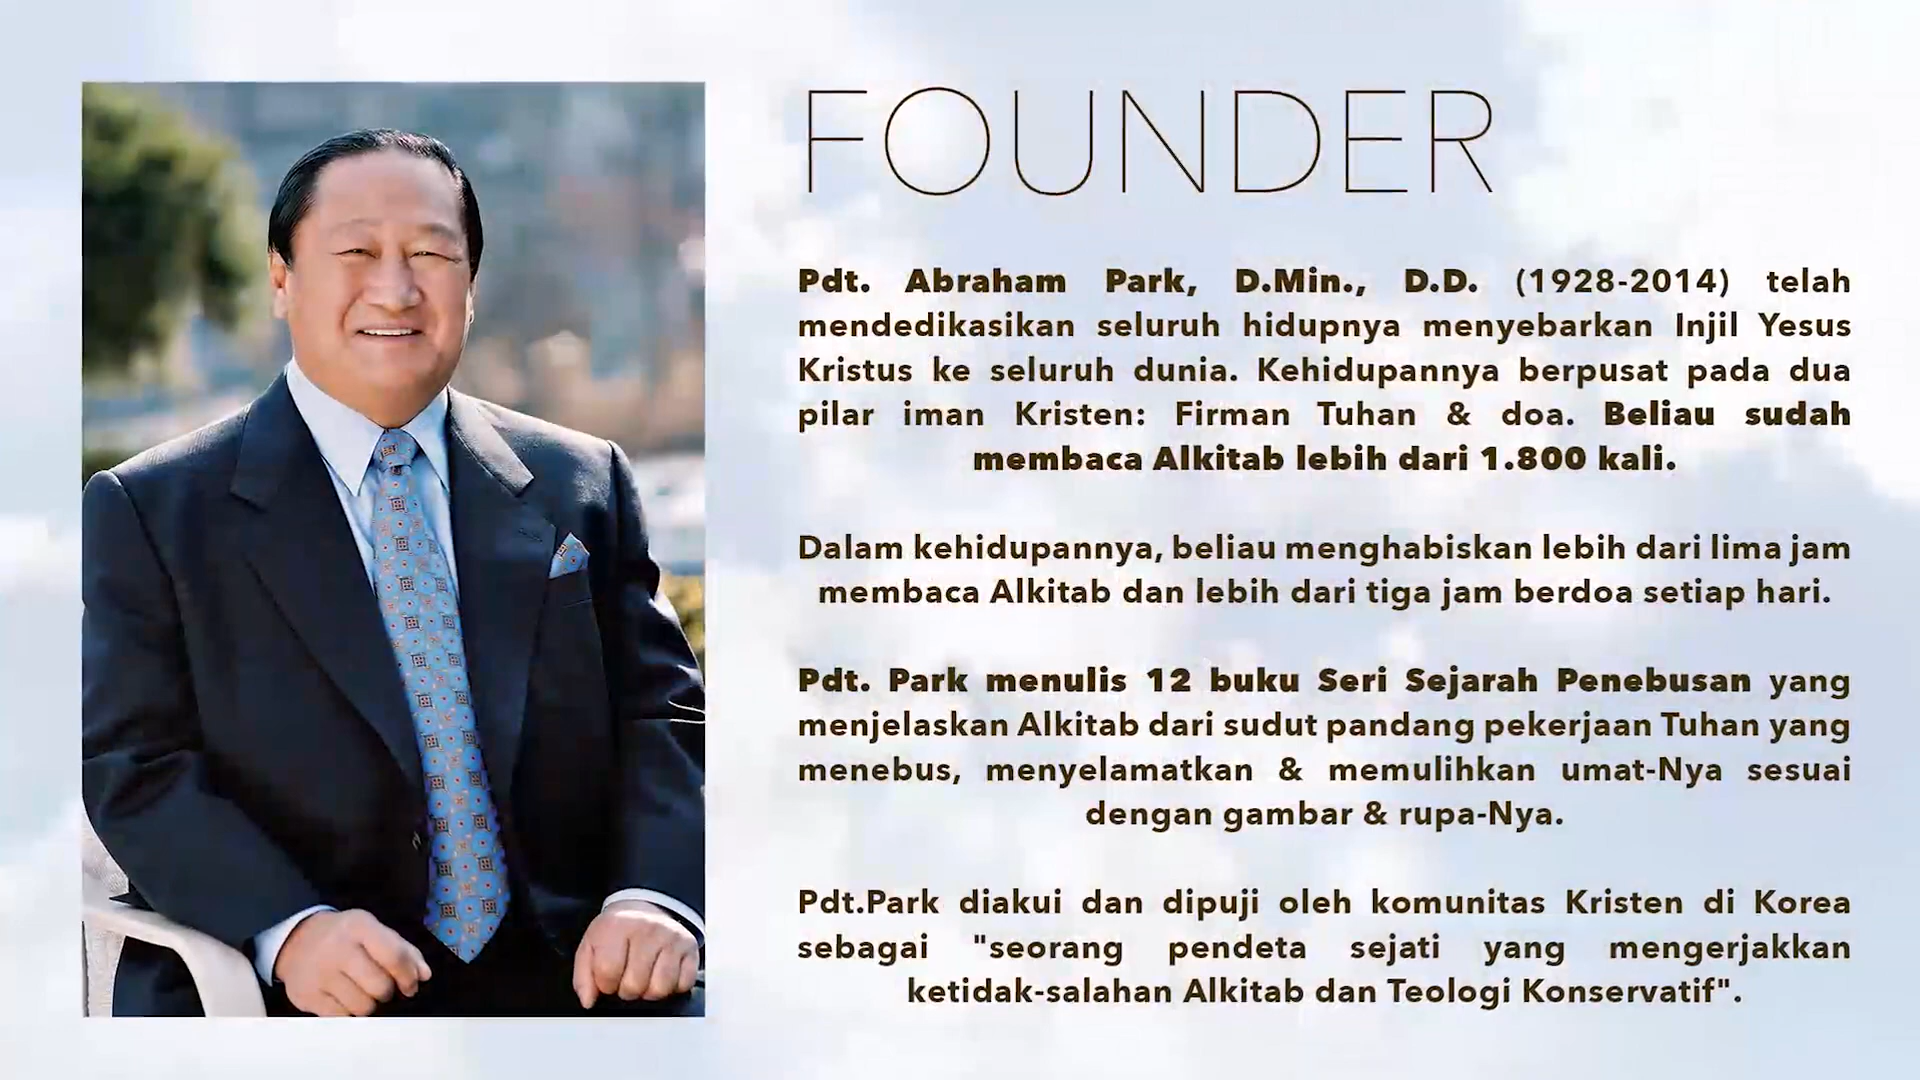 FOUNDER
Pdt. Abraham Park, D.Min., D.D. (1928-2014) telah
mendedikasikan seluruh hidupnya menyebarkan Injil Yesus
Kristus ke seluruh dunia. Kehidupannya berpusat pada dua
pilar iman Kristen: Firman Tuhan & doa. Beliau sudah
membaca Alkitab lebih dari 1.800 kali.
Dalam kehidupannya, beliau menghabiskan lebih dari lima jam
membaca Alkitab dan lebih dari tiga jam berdoa setiap hari.
Pdt. Park menulis 12 buku Seri Sejarah Penebusan yang
menjelaskan Alkitab dari sudut pandang pekerjaan Tuhan yang
menebus, menyelamatkan & memulihkan umat-Nya sesuai
dengan gambar & rupa-Nya.
Pdt.Park diakui dan dipuji oleh komunitas Kristen di Korea
sebagai "seorang pendeta sejati yang mengerjakkan
ketidak-salahan Alkitab dan Teologi Konservatif".